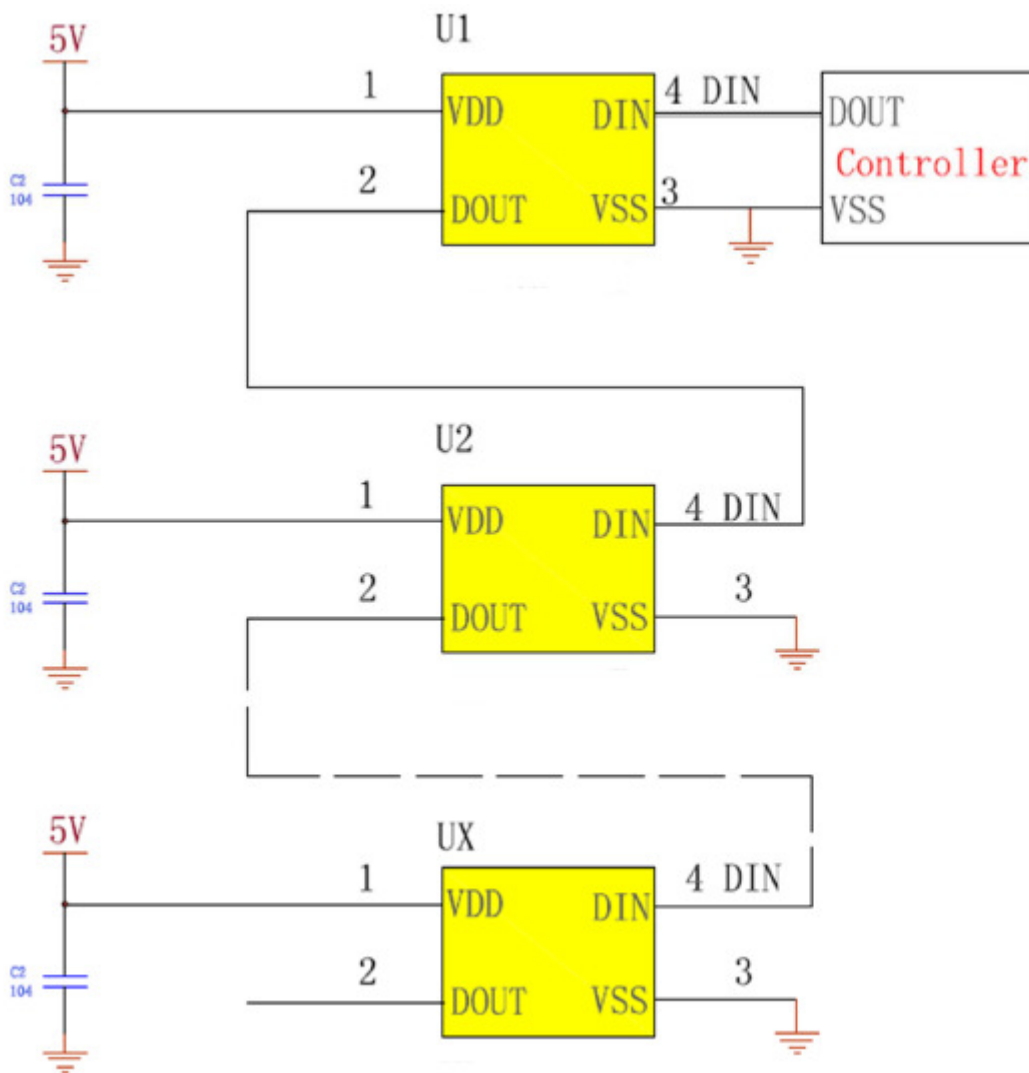 U1
5V
1
VDD
DIN
4 DIN
DOUT
Controller
C2
104
2
DOUT
VSS
3
VSS
U2
5V
1
VDD
DIN
4 DIN
C2
104
2
DOUT
VSS
3
UX
5V
1
VDD
DIN
4 DIN
C2
104
2
DOUT
VSS
3